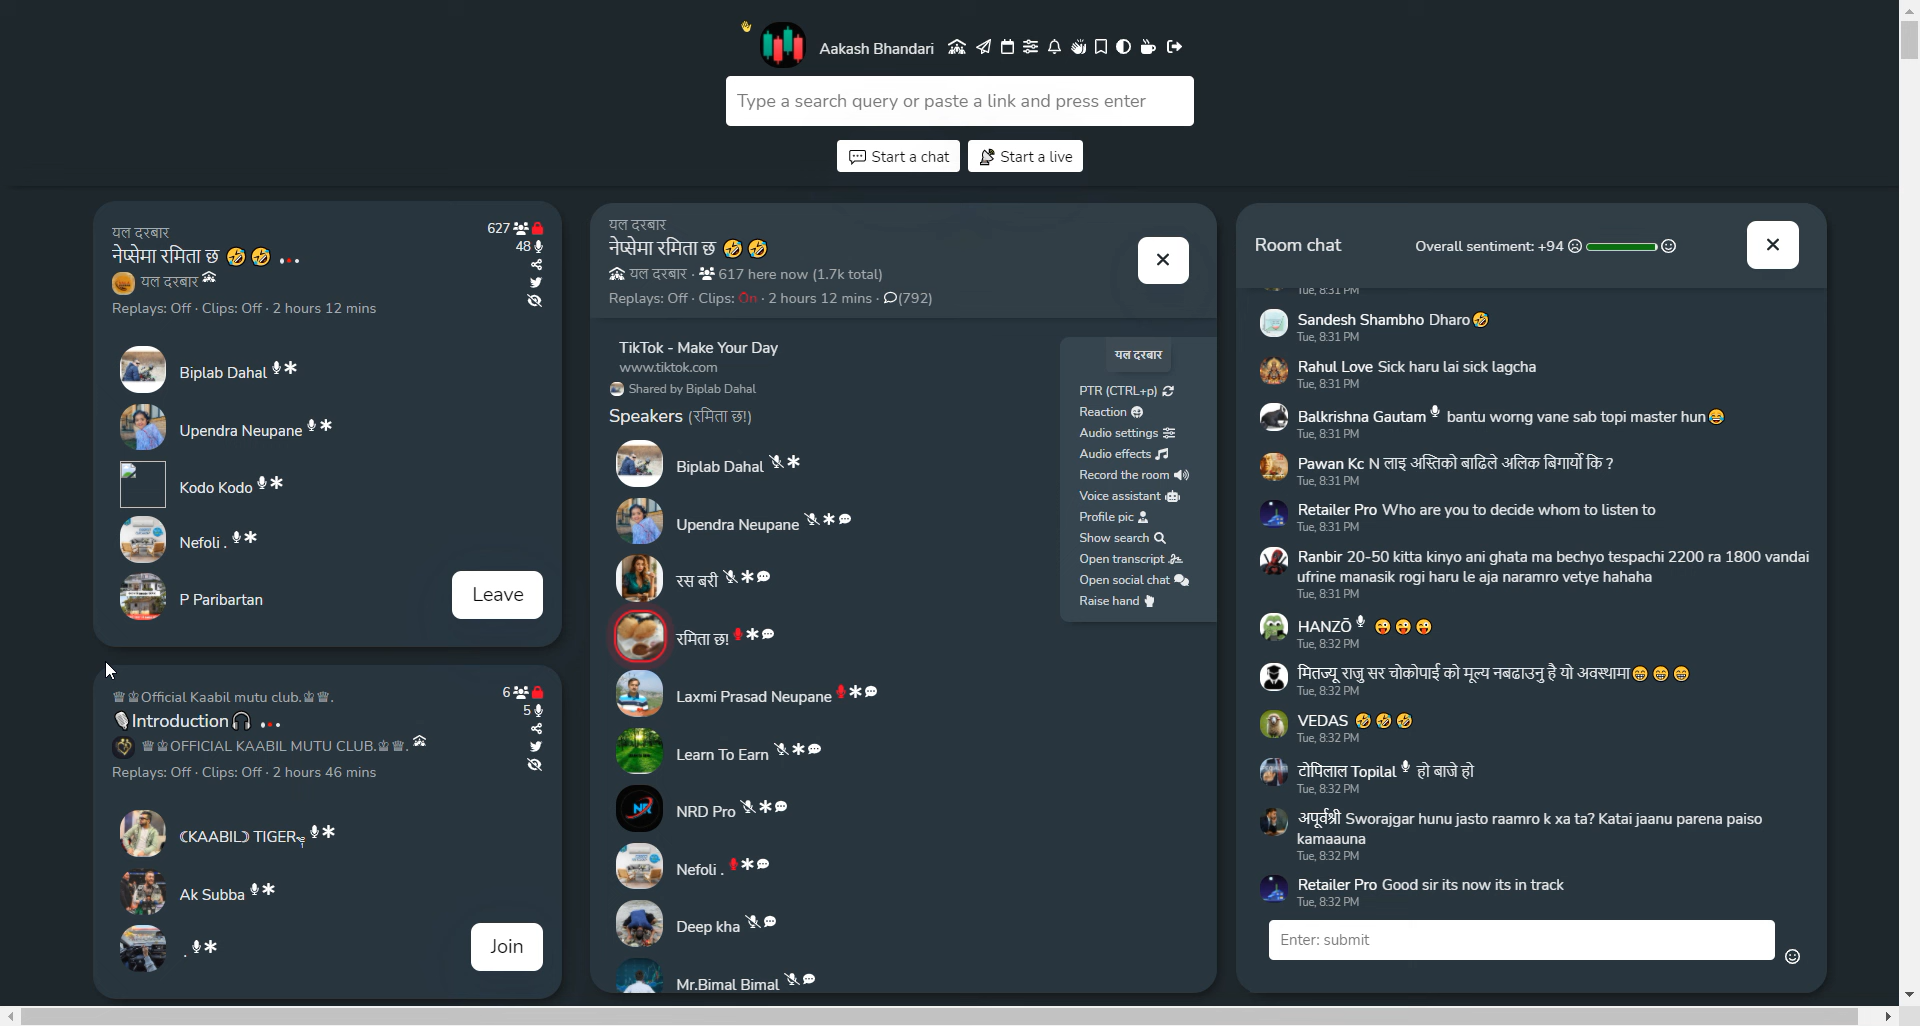 👋 Aakash Bhandari
Type a search query or paste a link and press enter
Start a chat
Start a live
यल दरबार
नेप्सेमा रमिता छ 🤣 🤣 ...
यल दरबार
Replays: Off · Clips: Off · 2 hours 12 mins
627
48
Biplab Dahal
Upendra Neupane
Kodo Kodo
Nefoli .
P Paribartan
Leave
♕♔Official Kaabil mutu club.♔♕.
🎙Introduction🎧 ...
♕♔OFFICIAL KAABIL MUTU CLUB.♔♕.
Replays: Off · Clips: Off · 2 hours 46 mins
6
5
☾KAABIL☽ TIGER
Ak Subba
.
Join
यल दरबार
नेप्सेमा रमिता छ 🤣 🤣
यल दरबार · 617 here now (1.7k total)
Replays: Off · Clips: On · 2 hours 12 mins · (792)
TikTok - Make Your Day
www.tiktok.com
Shared by Biplab Dahal
Speakers (रमिता छ!)
Biplab Dahal
Upendra Neupane
रस बरी
रमिता छ!
Laxmi Prasad Neupane
Learn To Earn
NRD Pro
Nefoli .
Deep kha
Mr.Bimal Bimal
यल दरबार
PTR (CTRL+p)
Reaction
Audio settings
Audio effects
Record the room
Voice assistant
Profile pic
Show search
Open transcript
Open social chat
Raise hand
Room chat
Overall sentiment: +94
Tue, 8:31 PM
Sandesh Shambho Dharo🤣
Tue, 8:31 PM
Rahul Love Sick haru lai sick lagcha
Tue, 8:31 PM
Balkrishna Gautam bantu worng vane sab topi master hun😂
Tue, 8:31 PM
Pawan Kc N लाइ अस्तिको बाढिले अलिक बिगार्यो कि ?
Tue, 8:31 PM
Retailer Pro Who are you to decide whom to listen to
Tue, 8:31 PM
Ranbir 20-50 kitta kinyo ani ghata ma bechyo tespachi 2200 ra 1800 vandai
ufrine manasik rogi haru le aja naramro vetye hahaha
Tue, 8:31 PM
HANZŌ 😜 😜 😜
Tue, 8:32 PM
मितज्यू राजु सर चोकोपाई को मूल्य नबढाउनु है यो अवस्थामा😁 😁 😁
Tue, 8:32 PM
VEDAS 🤣 🤣 🤣
Tue, 8:32 PM
टोपिलाल Topilal हो बाजे हो
Tue, 8:32 PM
अपूर्वश्री Sworajgar hunu jasto raamro k xa ta? Katai jaanu parena paiso
kamaauna
Tue, 8:32 PM
Retailer Pro Good sir its now its in track
Tue, 8:32 PM
Enter: submit